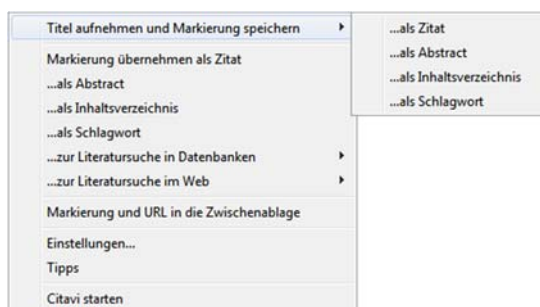 Titel aufnehmen und Markierung speichern
Markierung übernehmen als Zitat
...als Abstract
...als Inhaltsverzeichnis
...als Schlagwort
...zur Literatursuche in Datenbanken
...zur Literatursuche im Web
Markierung und URL in die Zwischenablage
Einstellungen...
Tipps
Citavi starten
...als Zitat
...als Abstract
...als Inhaltsverzeichnis
...als Schlagwort